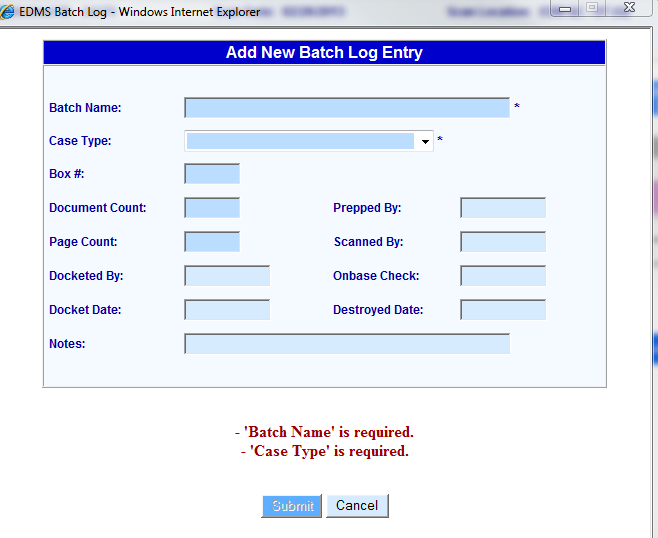 EDMS Batch Log - Windows Internet Explorer
Add New Batch Log Entry
Batch Name: *
Case Type: *
Box #:
Document Count: Prepped By:
Page Count: Scanned By:
Docketed By: Onbase Check:
Docket Date: Destroyed Date:
Notes:
- 'Batch Name' is required.
- 'Case Type' is required.
Submit Cancel